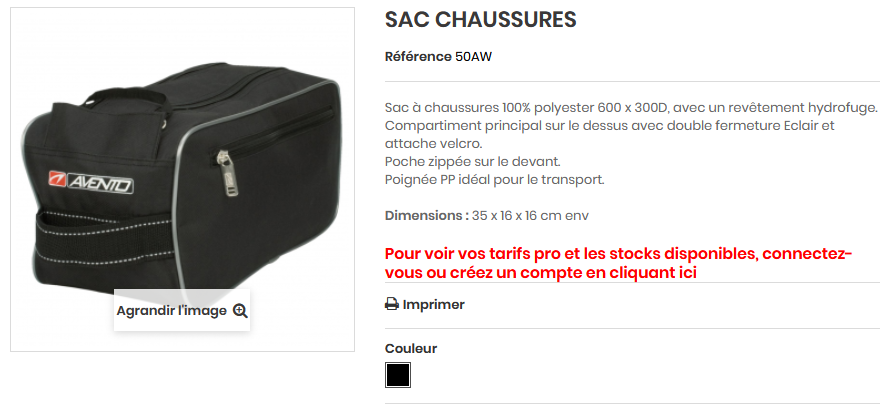 SAC CHAUSSURES
Référence 50AW
Sac à chaussures 100% polyester 600 x 300D, avec un revêtement hydrofuge.
Compartiment principal sur le dessus avec double fermeture Eclair et
attache velcro.
Poche zippée sur le devant.
Poignée PP idéal pour le transport.
Dimensions : 35 x 16 x 16 cm env
Pour voir vos tarifs pro et les stocks disponibles, connectez-
vous ou créez un compte en cliquant ici
Imprimer
Couleur
AVENTO
Agrandir l'image